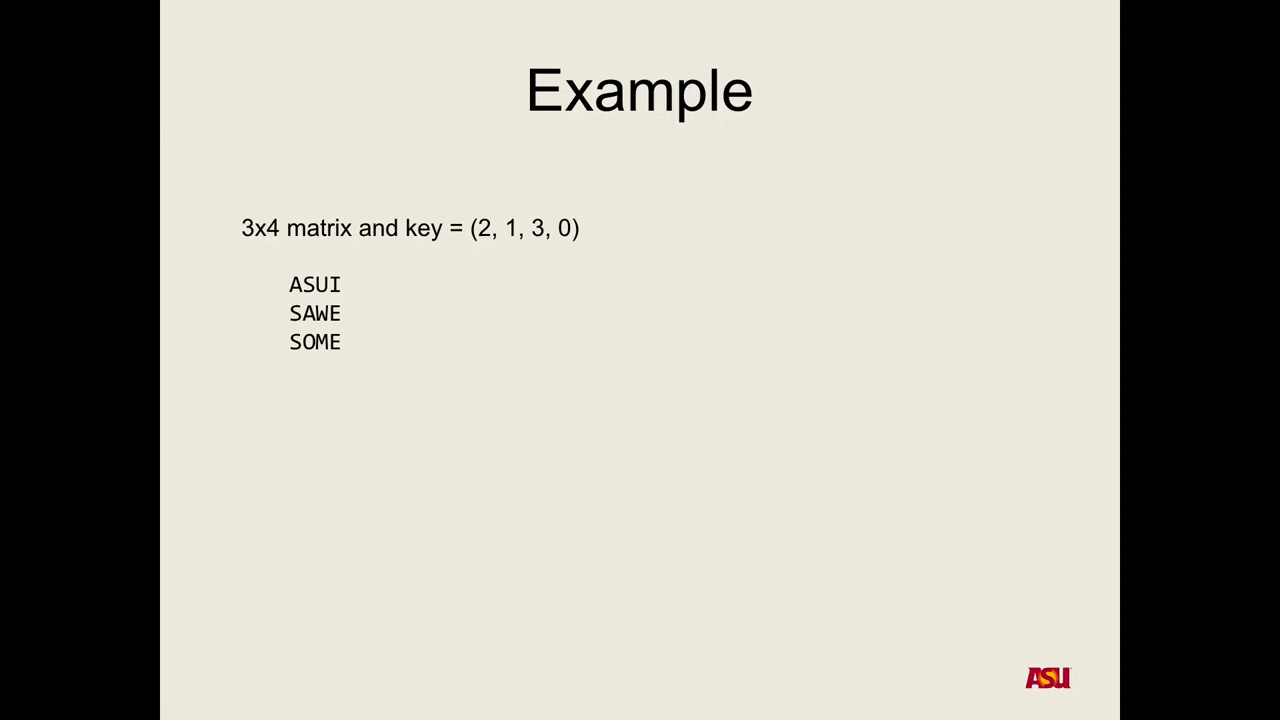 Example
3x4 matrix and key = (2, 1, 3, 0)
ASUI
SAWE
SOME
ASU